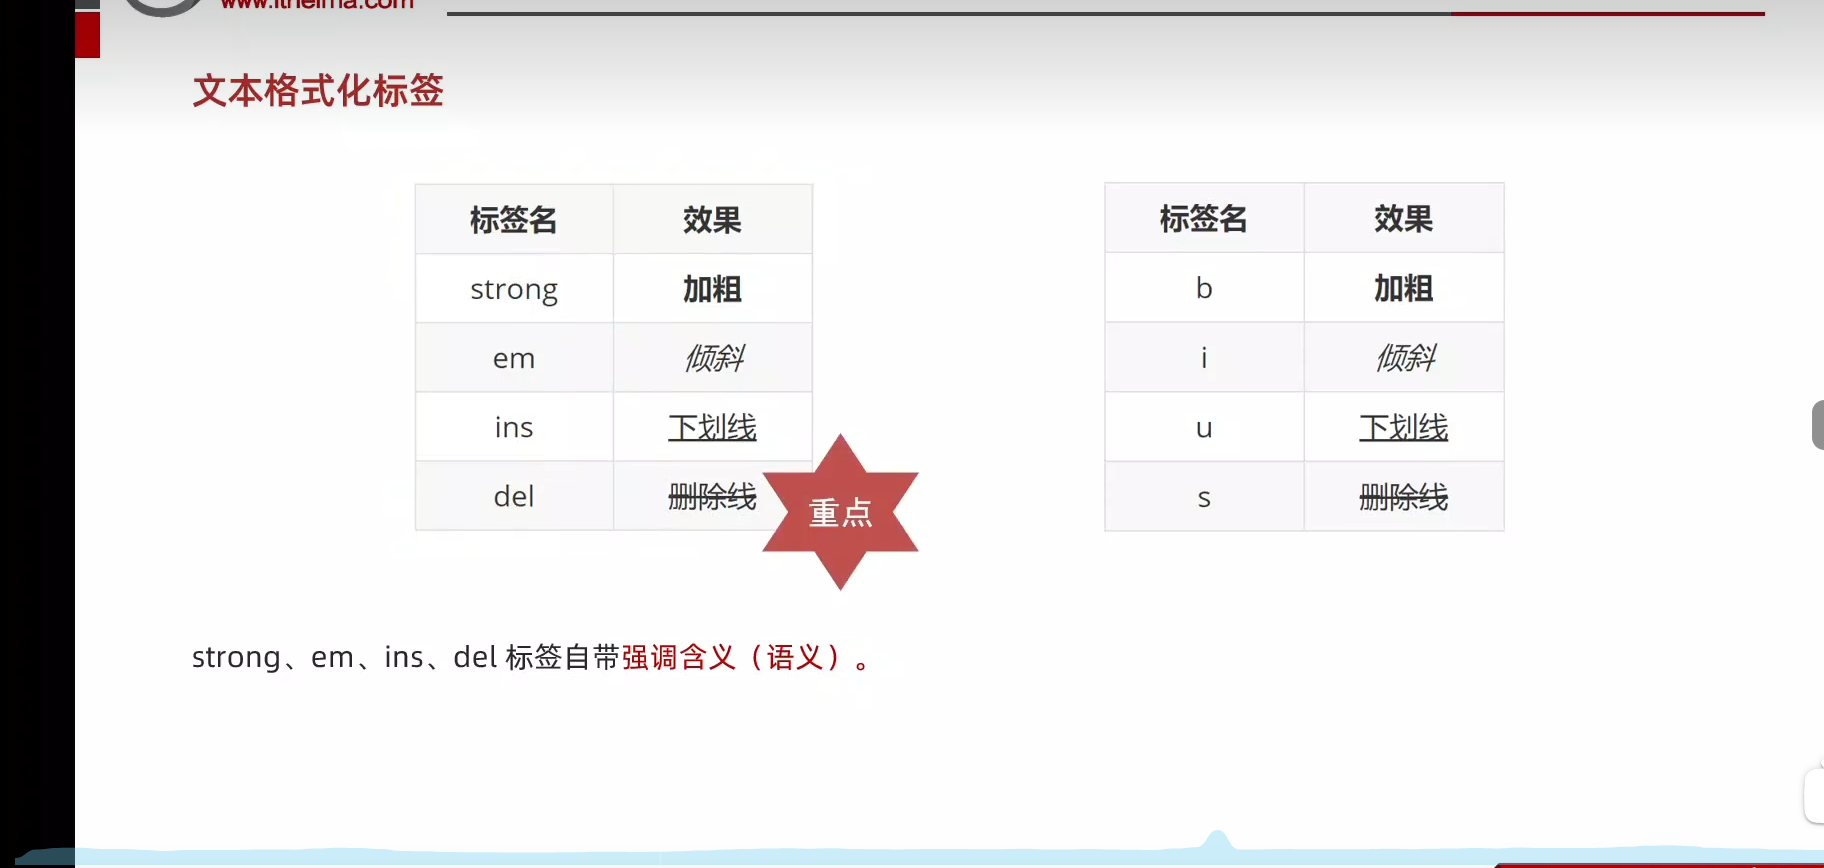 www.itheima.com
文本格式化标签
标签名 效果
strong 加粗
em 倾斜
ins 下划线
del 删除线
重点
标签名 效果
b 加粗
i 倾斜
u 下划线
s 删除线
strong、em、ins、del 标签自带强调含义（语义）。